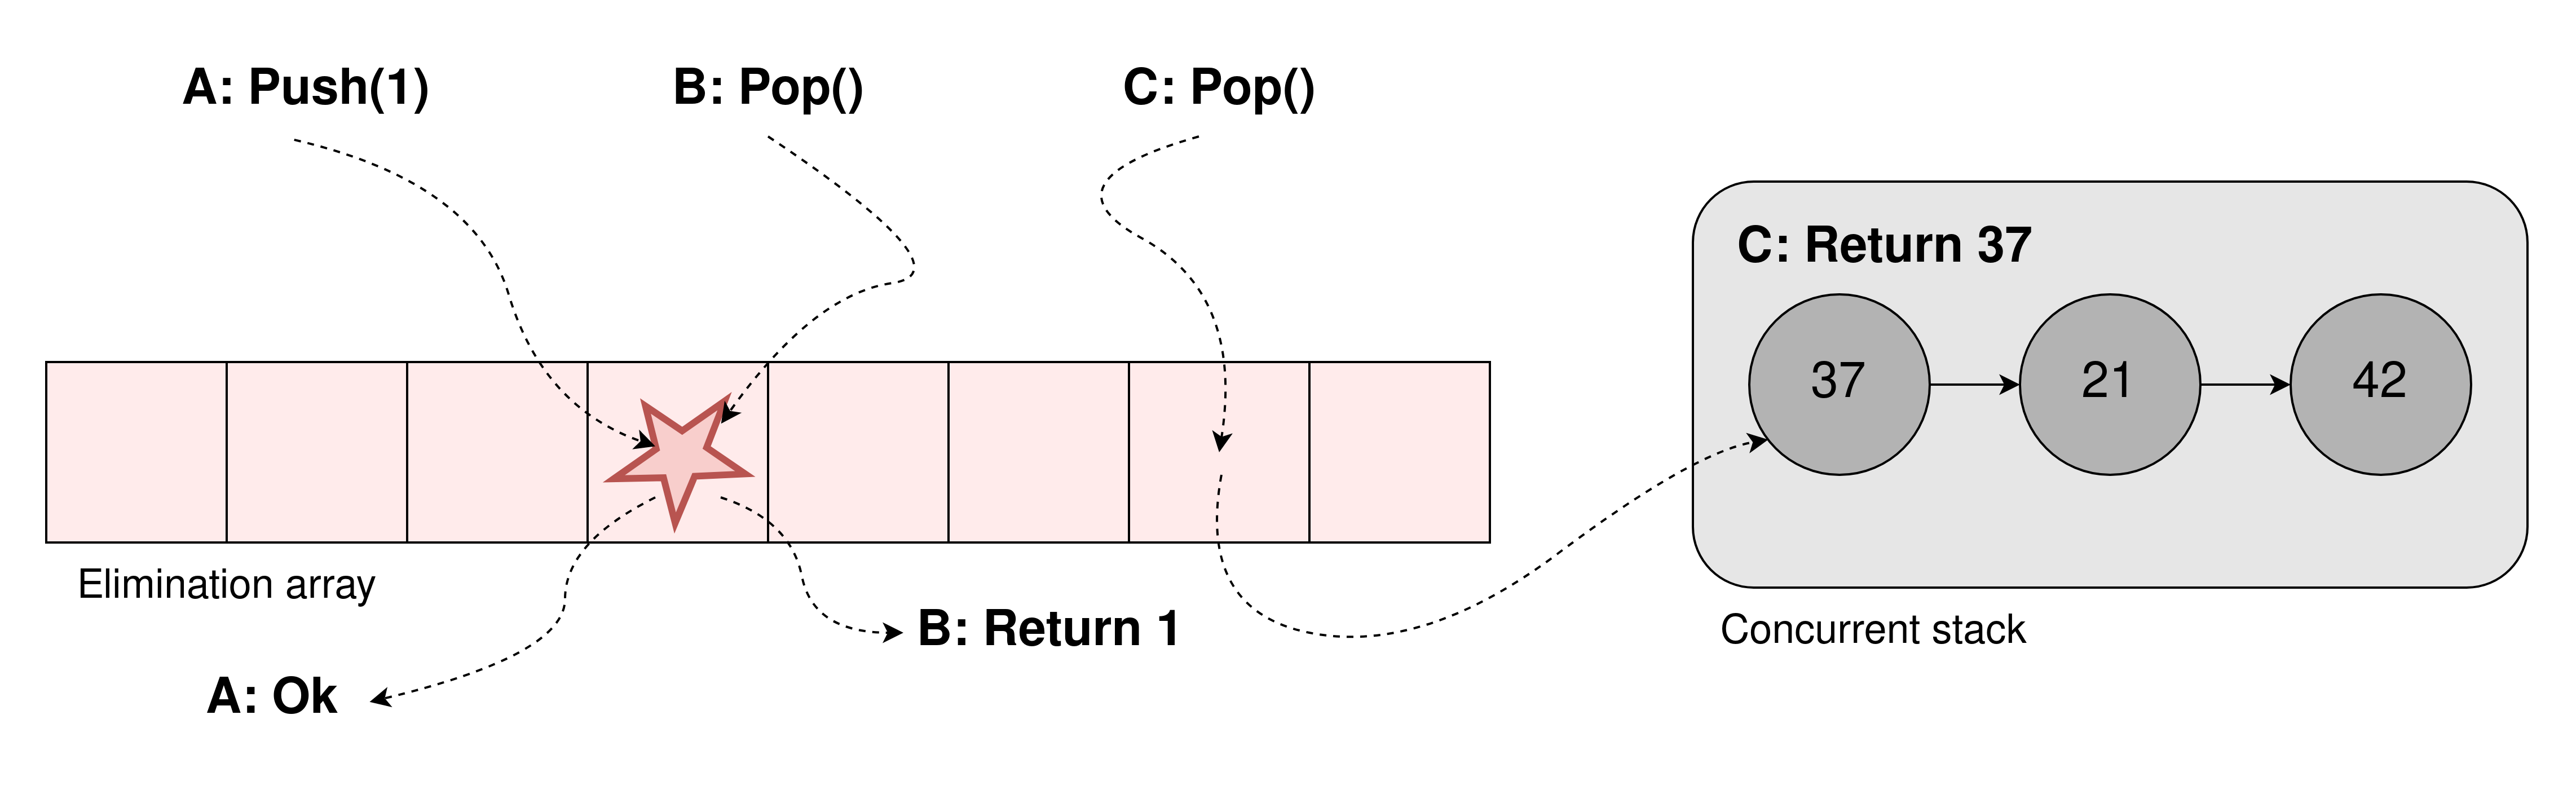 A: Push(1)
B: Pop()
C: Pop()
C: Return 37
37
21
42
Elimination array
B: Return 1
Concurrent stack
A: Ok